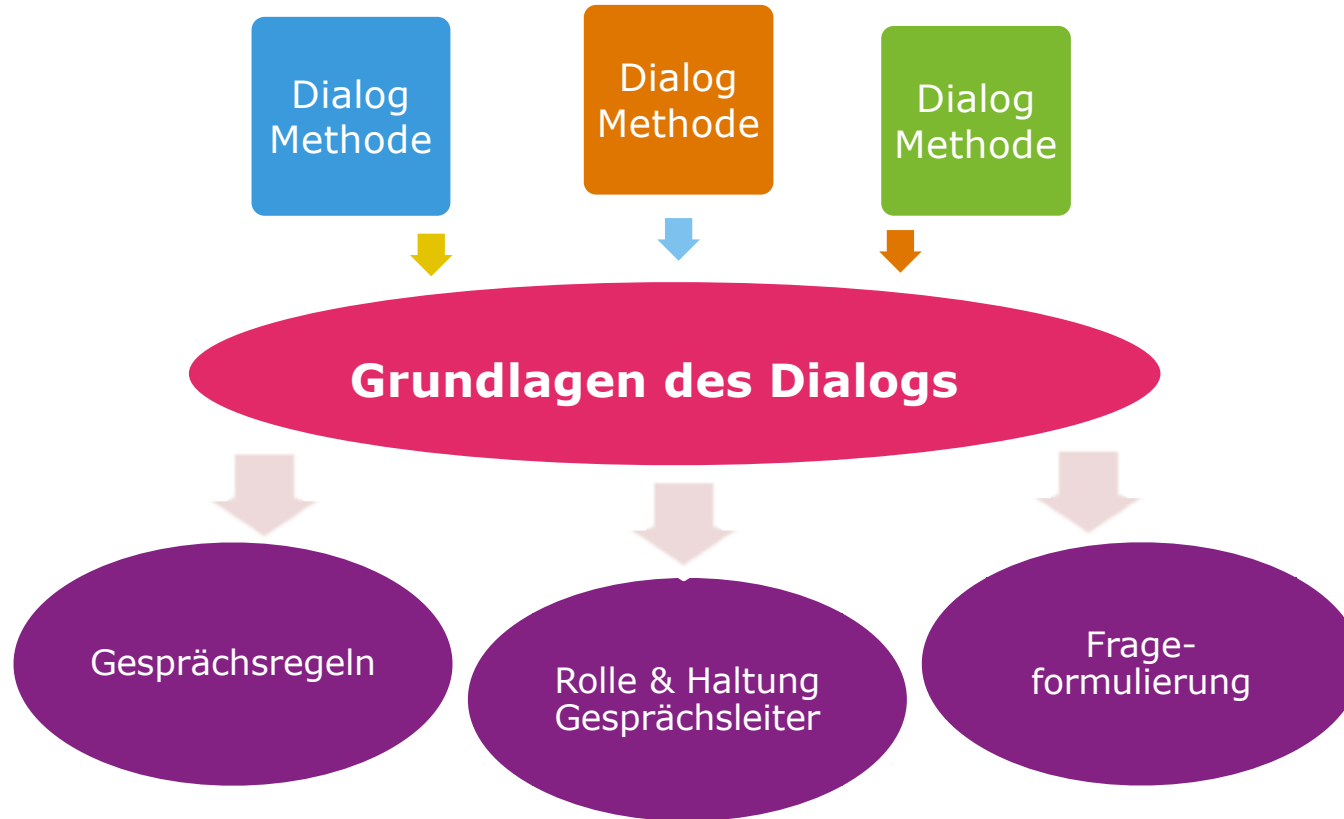 Dialog
Methode
Dialog
Methode
Dialog
Methode
Grundlagen des Dialogs
Gesprächsregeln
Rolle & Haltung
Gesprächsleiter
Frage-
formulierung